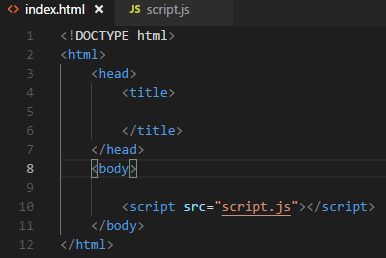 <> index.html × JS script.js
1 <!DOCTYPE html>
2 <html>
3     <head>
4         <title>
5
6         </title>
7     </head>
8     <body>
9
10         <script src="script.js"></script>
11     </body>
12 </html>